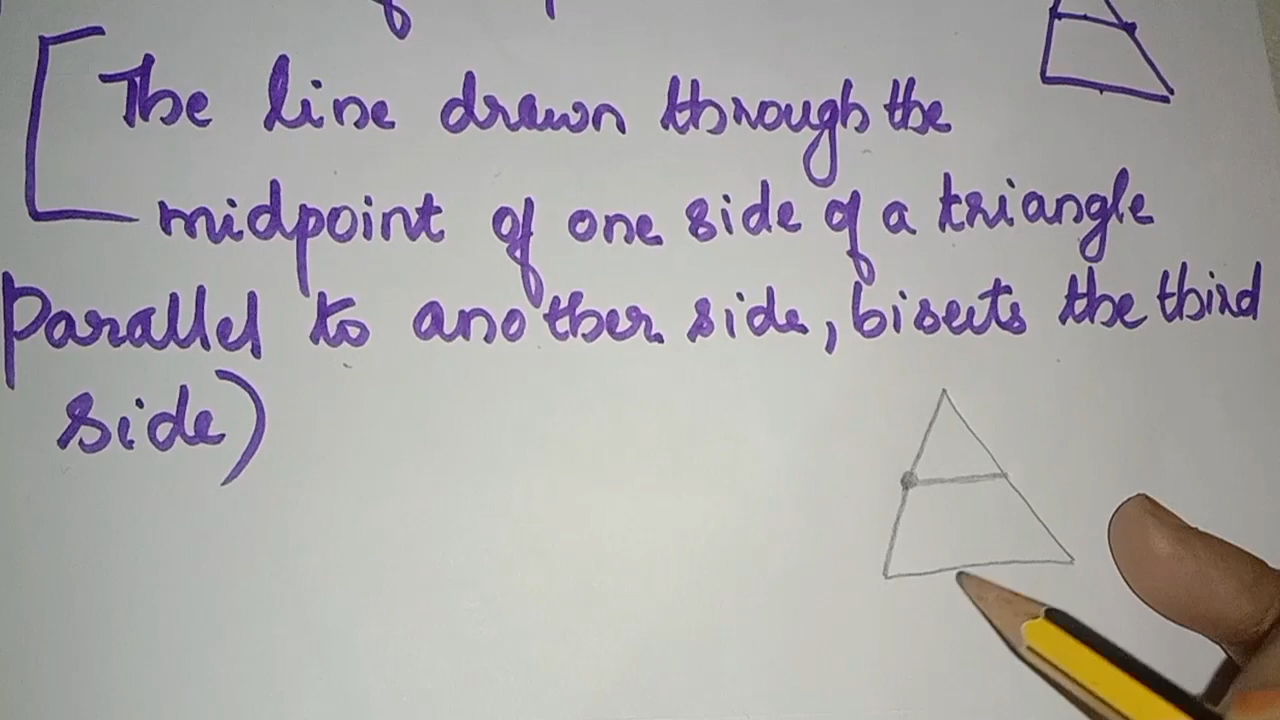 [The line drawn through the
midpoint of one side of a triangle
Parallel to another side, bisects the third
side)